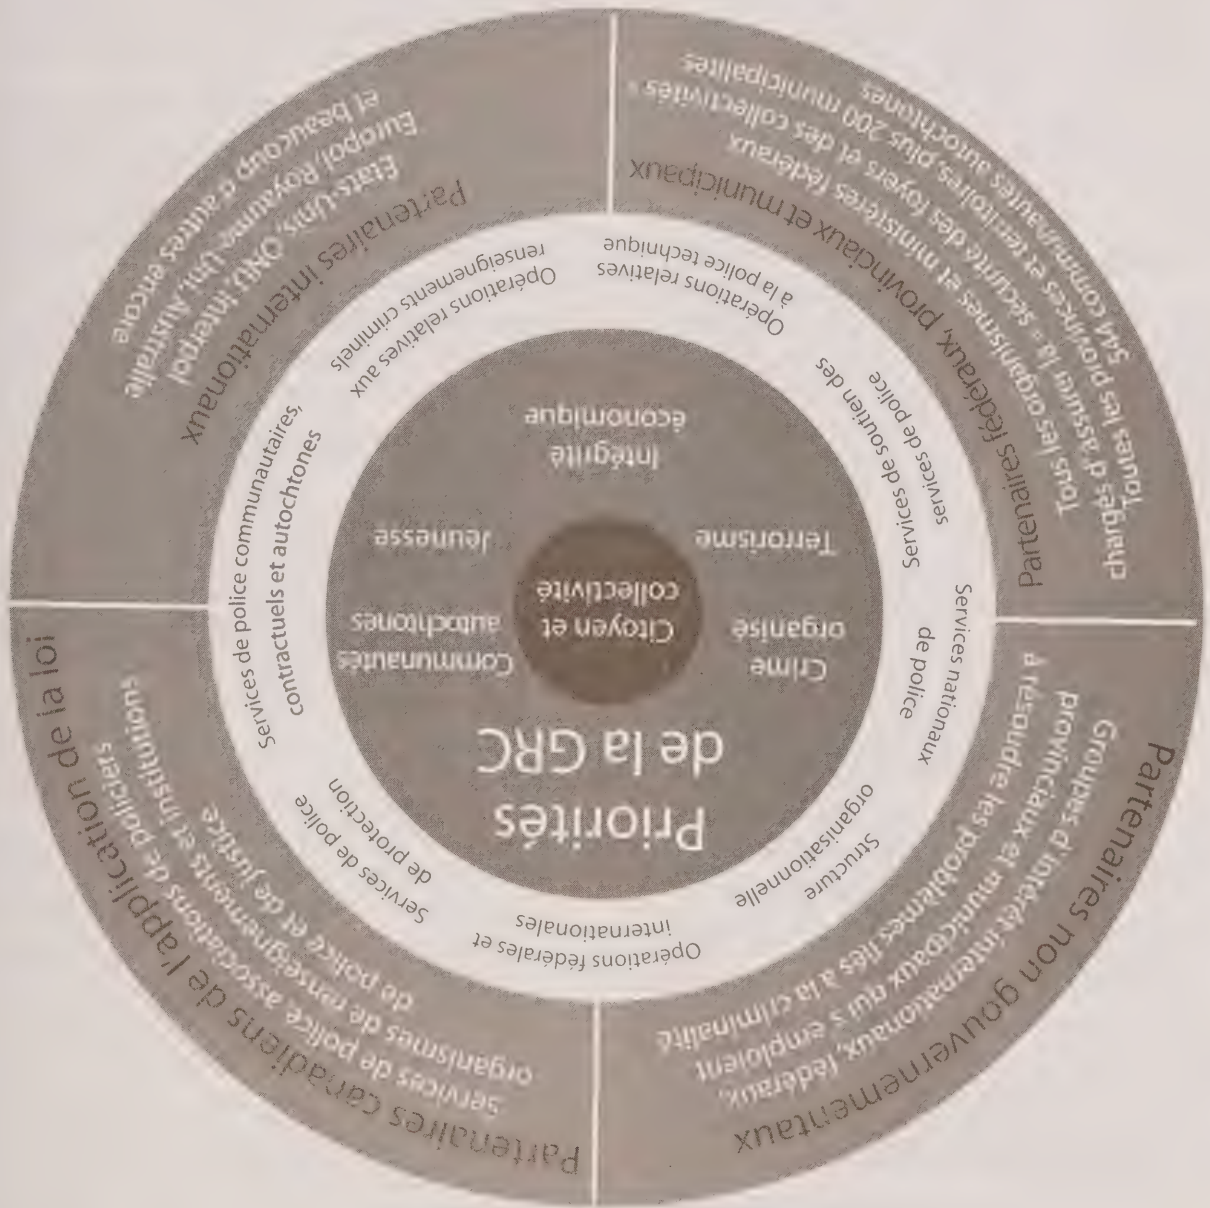 Priorités
de la GRC
Crime
organisé
Communautés
autochtones
Citoyen et
collectivité
Terrorisme
Jeunesse
Intégrité
économique
Opérations fédérales et
internationales
Services de police
de protection
Services de police communautaires,
contractuels et autochtones
Opérations relatives aux
renseignements criminels
Opérations relatives
à la police technique
Services de soutien des
services de police
Services nationaux
de police
Structure
organisationnelle
Partenaires non gouvernementaux
Groupes d'intérêt internationaux, fédéraux,
provinciaux et municipaux qui s'emploient
à résoudre les problèmes liés à la criminalité
Partenaires canadiens de l'application de la loi
Services de police, associations de policiers
organismes de renseignements et institutions
de police et de justice
Partenaires fédéraux, provinciaux et municipaux
Tous les organismes et ministères fédéraux
chargés d'assurer la « sécurité des foyers et des collectivités »
Toutes les provinces et territoires, plus 200 municipalités
544 communautés autochtones
Partenaires internationaux
États-Unis, ONU, Interpol
Europol, Royaume-Uni, Australie
et beaucoup d'autres encore